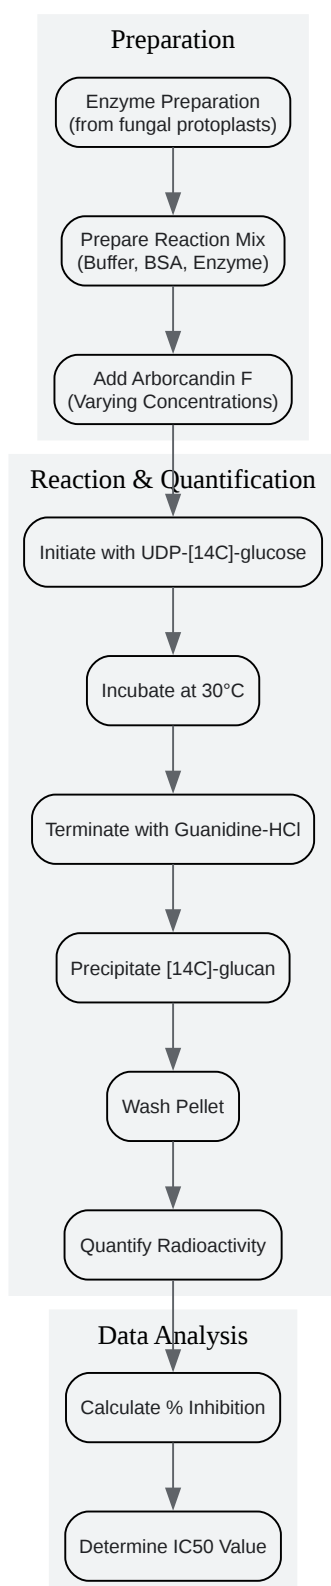 Preparation
Enzyme Preparation
(from fungal protoplasts)
Prepare Reaction Mix
(Buffer, BSA, Enzyme)
Add Arborcandin F
(Varying Concentrations)
Reaction & Quantification
Initiate with UDP-[14C]-glucose
Incubate at 30°C
Terminate with Guanidine-HCl
Precipitate [14C]-glucan
Wash Pellet
Quantify Radioactivity
Data Analysis
Calculate % Inhibition
Determine IC50 Value